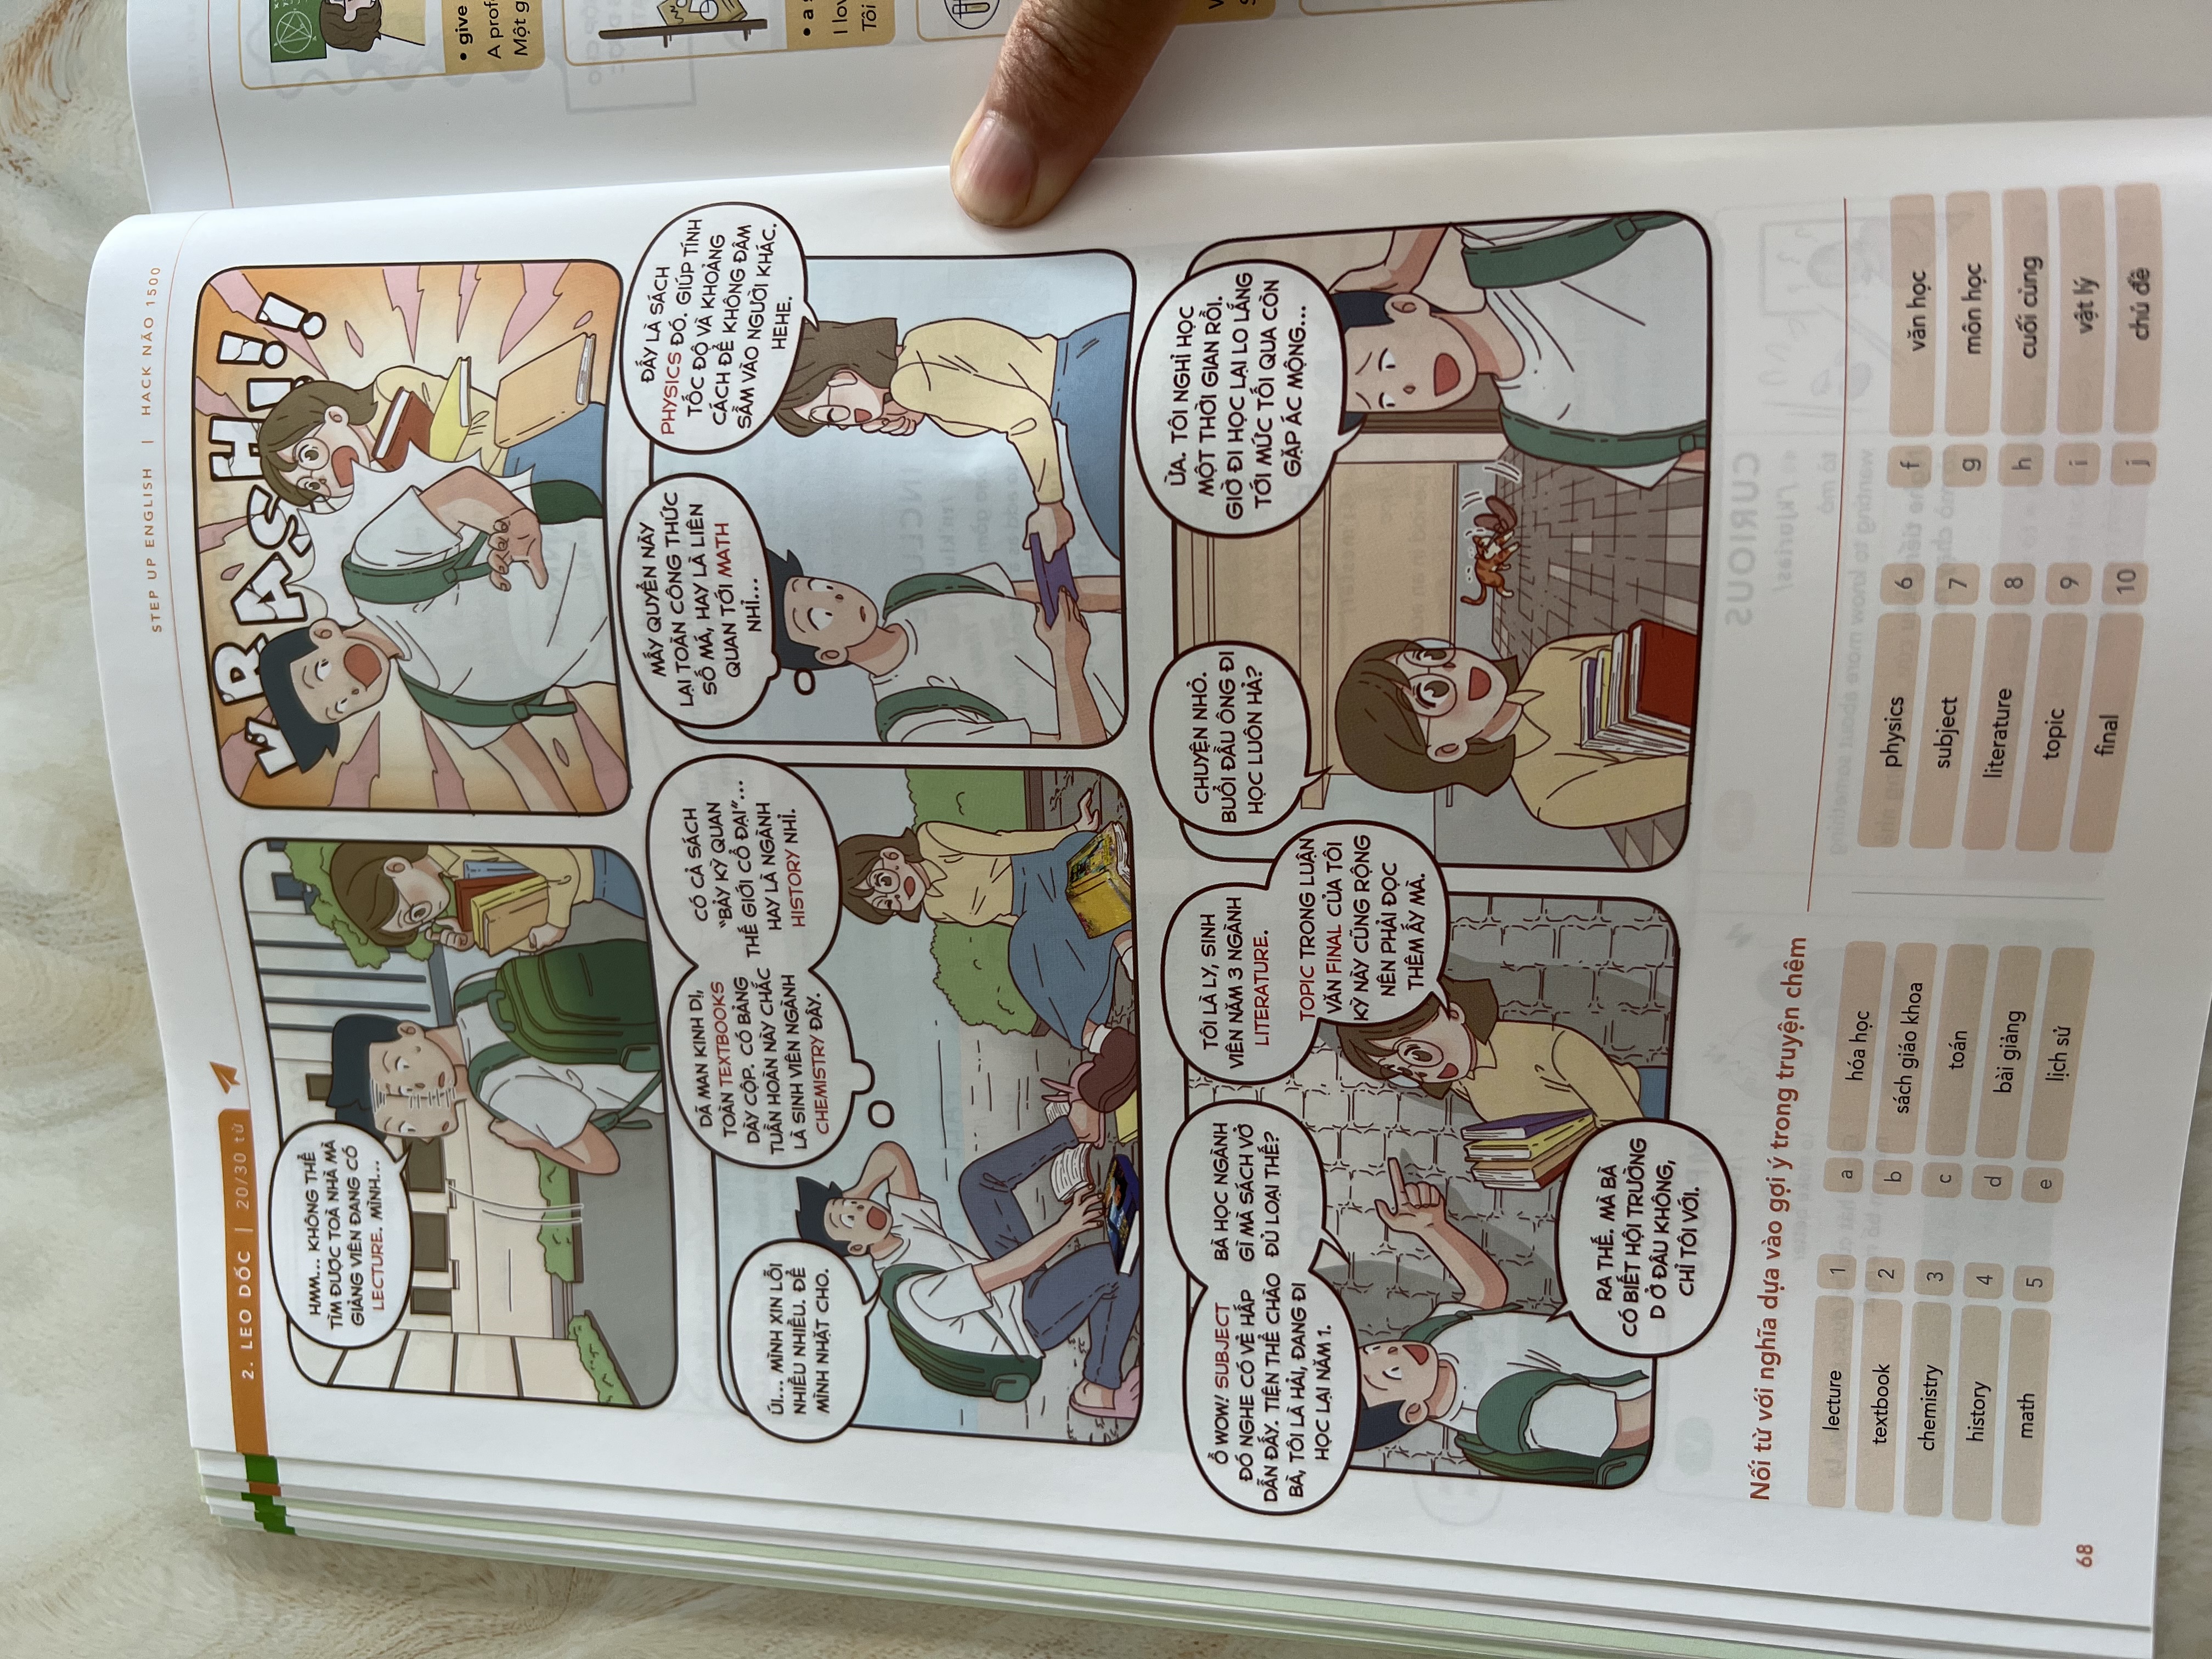 STEP UP ENGLISH | HACK NÃO 1500
2. LEO DỐC | 20/30 từ
HMM... KHÔNG THỂ
TÌM ĐƯỢC TOÀ NHÀ MÀ
GIẢNG VIÊN ĐANG CÓ
LECTURE. MÌNH...
KRASH!!!
ÚI... MÌNH XIN LỖI
NHIỀU NHIỀU. ĐỂ
MÌNH NHẶT CHO.
DÃ MAN KINH DỊ,
TOÀN TEXTBOOKS
DÀY CỘP. CÓ BẢNG
TUẦN HOÀN NÀY CHẮC
LÀ SINH VIÊN NGÀNH
CHEMISTRY ĐÂY.
CÓ CẢ SÁCH
"BẢY KỲ QUAN
THẾ GIỚI CỔ ĐẠI"...
HAY LÀ NGÀNH
HISTORY NHỈ.
MẤY QUYỂN NÀY
LẠI TOÀN CÔNG THỨC
SỐ MÁ, HAY LÀ LIÊN
QUAN TỚI MATH
NHỈ...
ĐẤY LÀ SÁCH
PHYSICS ĐÓ. GIÚP TÍNH
TỐC ĐỘ VÀ KHOẢNG
CÁCH ĐỂ KHÔNG ĐÂM
SẦM VÀO NGƯỜI KHÁC.
HEHE.
Ồ WOW! SUBJECT
ĐÓ NGHE CÓ VẺ HẤP
DẪN ĐẤY. TIỆN THỂ CHÀO
BÀ, TÔI LÀ HẢI, ĐANG ĐI
HỌC LẠI NĂM 1.
BÀ HỌC NGÀNH
GÌ MÀ SÁCH VỞ
ĐỦ LOẠI THẾ?
TÔI LÀ LY, SINH
VIÊN NĂM 3 NGÀNH
LITERATURE.
TOPIC TRONG LUẬN
VĂN FINAL CỦA TÔI
KỲ NÀY CŨNG RỘNG
NÊN PHẢI ĐỌC
THÊM ẤY MÀ.
RA THẾ. MÀ BÀ
CÓ BIẾT HỘI TRƯỜNG
D Ở ĐÂU KHÔNG,
CHỈ TÔI VỚI.
CHUYỆN NHỎ.
BUỔI ĐẦU ÔNG ĐI
HỌC LUÔN HẢ?
ỪA. TÔI NGHỈ HỌC
MỘT THỜI GIAN RỒI.
GIỜ ĐI HỌC LẠI LO LẮNG
TỚI MỨC TỐI QUA CÒN
GẶP ÁC MỘNG...
Nối từ với nghĩa dựa vào gợi ý trong truyện chêm
lecture 1 a hóa học
textbook 2 b sách giáo khoa
chemistry 3 c toán
history 4 d bài giảng
math 5 e lịch sử
physics 6 f văn học
subject 7 g môn học
literature 8 h cuối cùng
topic 9 i vật lý
final 10 j chủ đề
68
• give
A prof
Một g
• a
I lov
Tôi